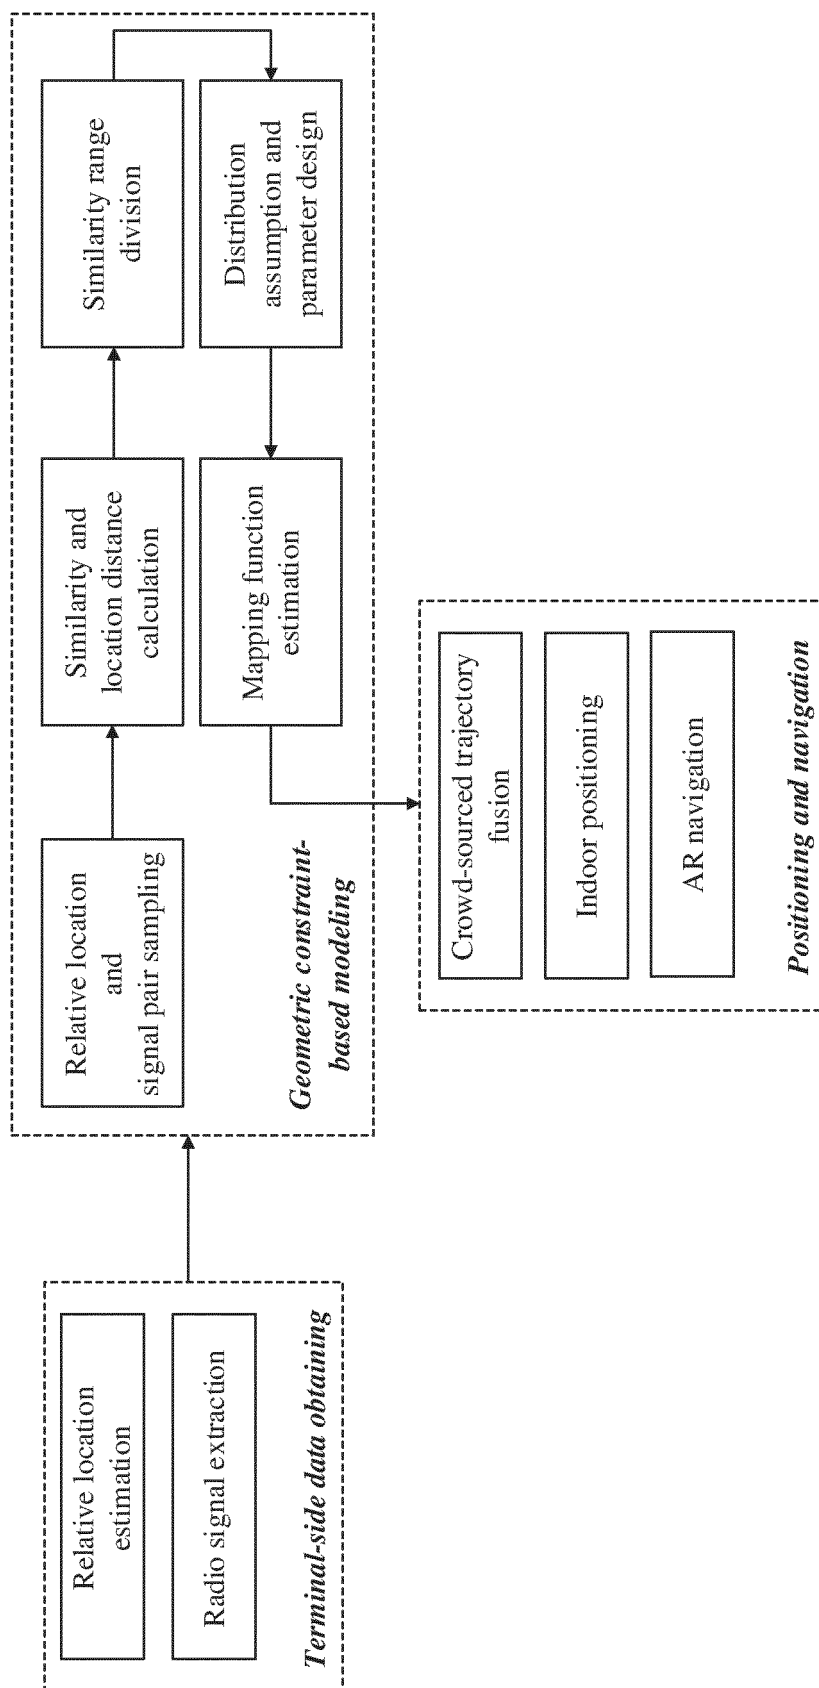 Relative location
estimation
Radio signal extraction
Terminal-side data obtaining
Relative location
and
signal pair sampling
Similarity and
location distance
calculation
Similarity range
division
Distribution
assumption and
parameter design
Mapping function
estimation
Geometric constraint-
based modeling
Crowd-sourced trajectory
fusion
Indoor positioning
AR navigation
Positioning and navigation